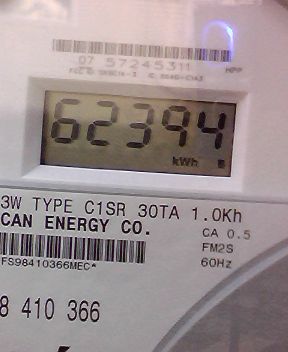 07 57245311
HPP
62394
kWh
3W TYPE C1SR 30TA 1.0Kh
CAN ENERGY CO.
CA 0.5
FM2S
60Hz
FS98410366MEC*
8 410 366